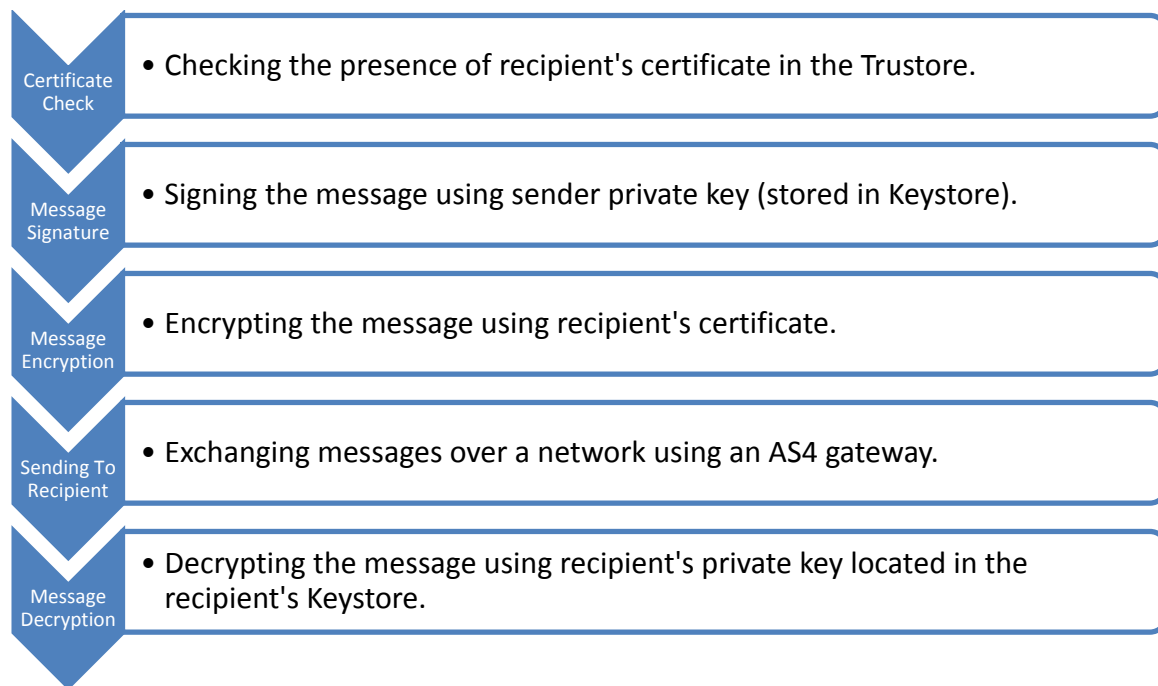 Certificate
Check
• Checking the presence of recipient's certificate in the Trustore.
Message
Signature
• Signing the message using sender private key (stored in Keystore).
Message
Encryption
• Encrypting the message using recipient's certificate.
Sending To
Recipient
• Exchanging messages over a network using an AS4 gateway.
Message
Decryption
• Decrypting the message using recipient's private key located in the
recipient's Keystore.